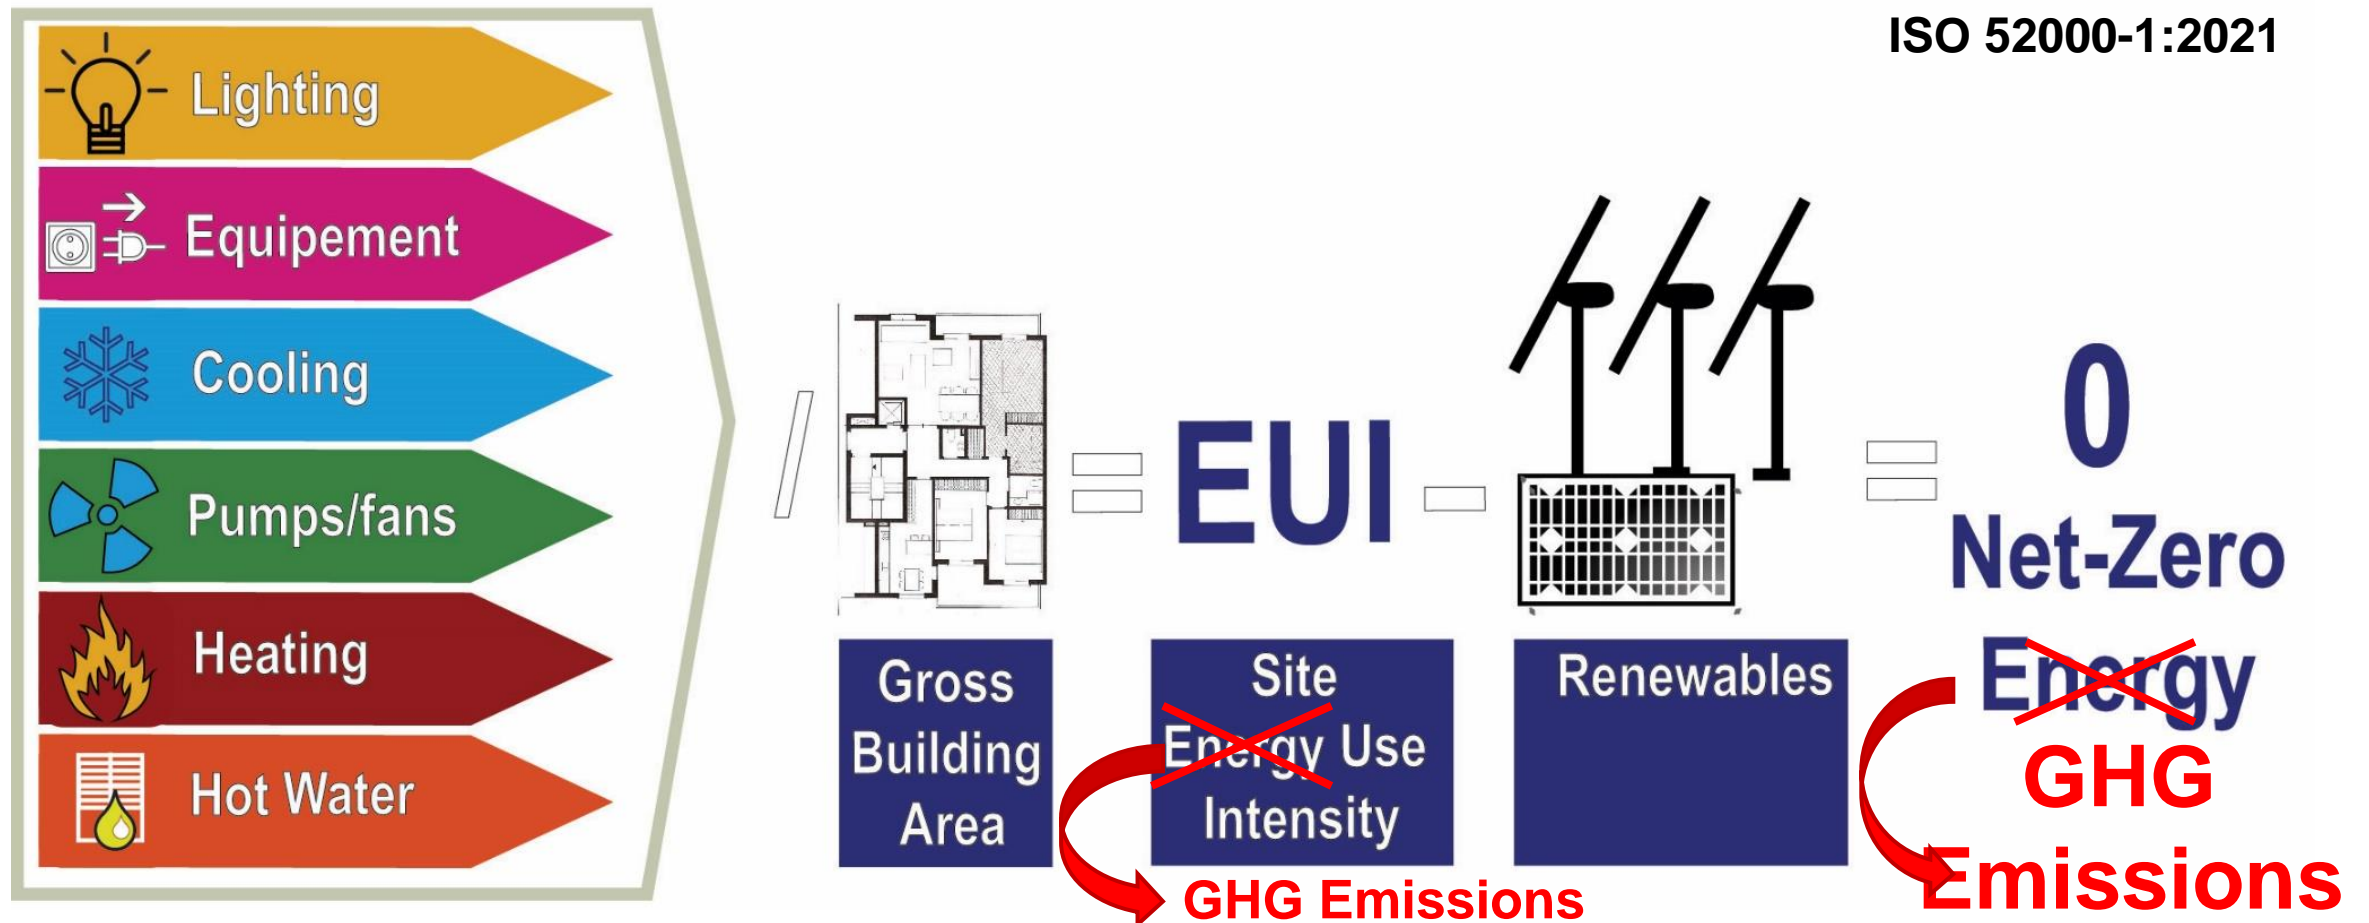 ISO 52000-1:2021
Lighting
Equipement
Cooling
Pumps/fans
Heating
Hot Water
/
=
EUI
-
=
0
Net-Zero
Energy
GHG
Emissions
Gross
Building
Area
Site
Energy Use
Intensity
GHG Emissions
Renewables